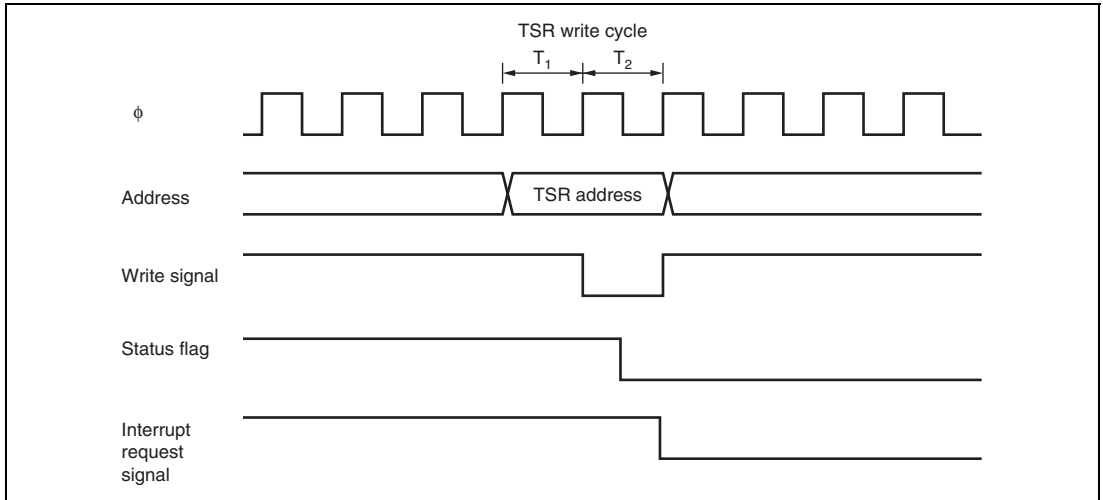 TSR write cycle
T1 T2
ϕ
Address
TSR address
Write signal
Status flag
Interrupt
request
signal